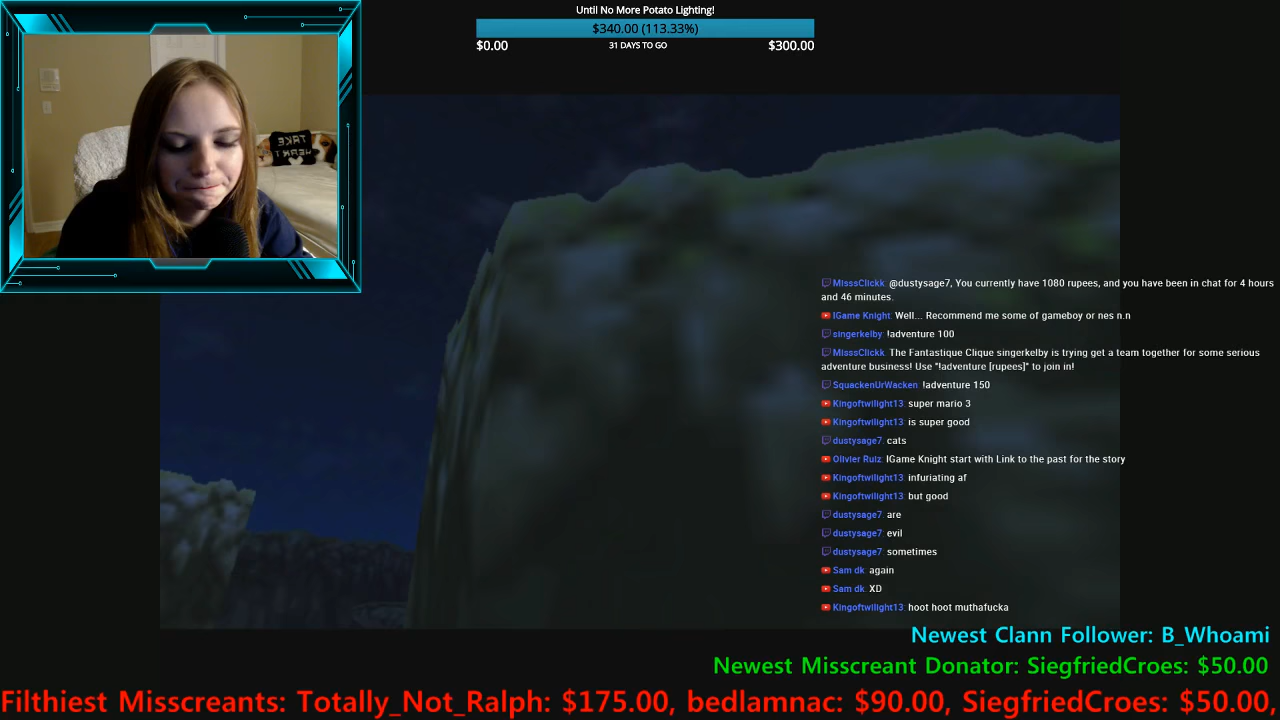 Until No More Potato Lighting!
$340.00 (113.33%)
$0.00 31 DAYS TO GO $300.00
TAKE
HEART
MisssClickk: @dustysage7, You currently have 1080 rupees, and you have been in chat for 4 hours
and 46 minutes.
IGame Knight: Well... Recommend me some of gameboy or nes n.n
singerkelby: !adventure 100
MisssClickk: The Fantastique Clique singerkelby is trying get a team together for some serious
adventure business! Use "!adventure [rupees]" to join in!
SquackenUrWacken: !adventure 150
Kingoftwilight13: super mario 3
Kingoftwilight13: is super good
dustysage7: cats
Olivier Ruiz: IGame Knight start with Link to the past for the story
Kingoftwilight13: infuriating af
Kingoftwilight13: but good
dustysage7: are
dustysage7: evil
dustysage7: sometimes
Sam dk: again
Sam dk: XD
Kingoftwilight13: hoot hoot muthafucka
Newest Clann Follower: B_Whoami
Newest Misscreant Donator: SiegfriedCroes: $50.00
Filthiest Misscreants: Totally_Not_Ralph: $175.00, bedlamnac: $90.00, SiegfriedCroes: $50.00,